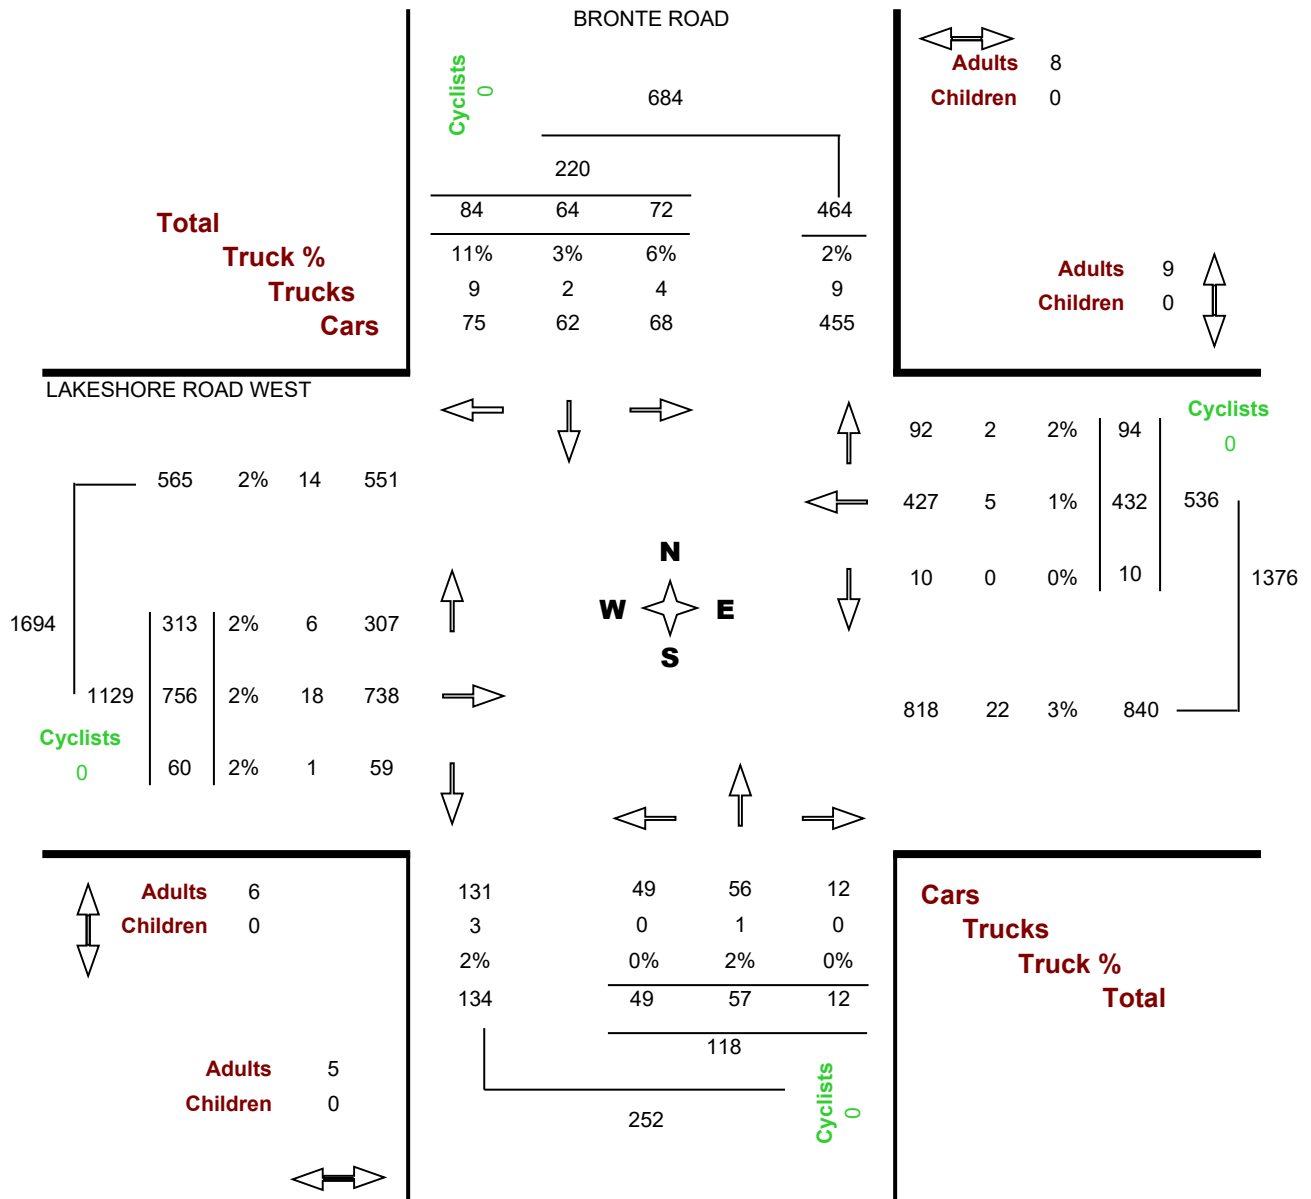 BRONTE ROAD
Cyclists
0
684
Adults 8
Children 0
220
84 64 72 464
Total
11% 3% 6% 2%
Truck %
9 2 4 9
Trucks
75 62 68 455
Cars
Adults 9
Children 0
LAKESHORE ROAD WEST
Cyclists
0
92 2 2% 94
565 2% 14 551
427 5 1% 432 536
N
10 0 0% 10 1376
W E
S
1694 313 2% 6 307
1129 756 2% 18 738
818 22 3% 840
Cyclists
0
60 2% 1 59
Adults 6
Children 0
131 49 56 12
3 0 1 0
2% 0% 2% 0%
134 49 57 12
118
Cars
Trucks
Truck %
Total
Adults 5
Children 0
252
Cyclists
0